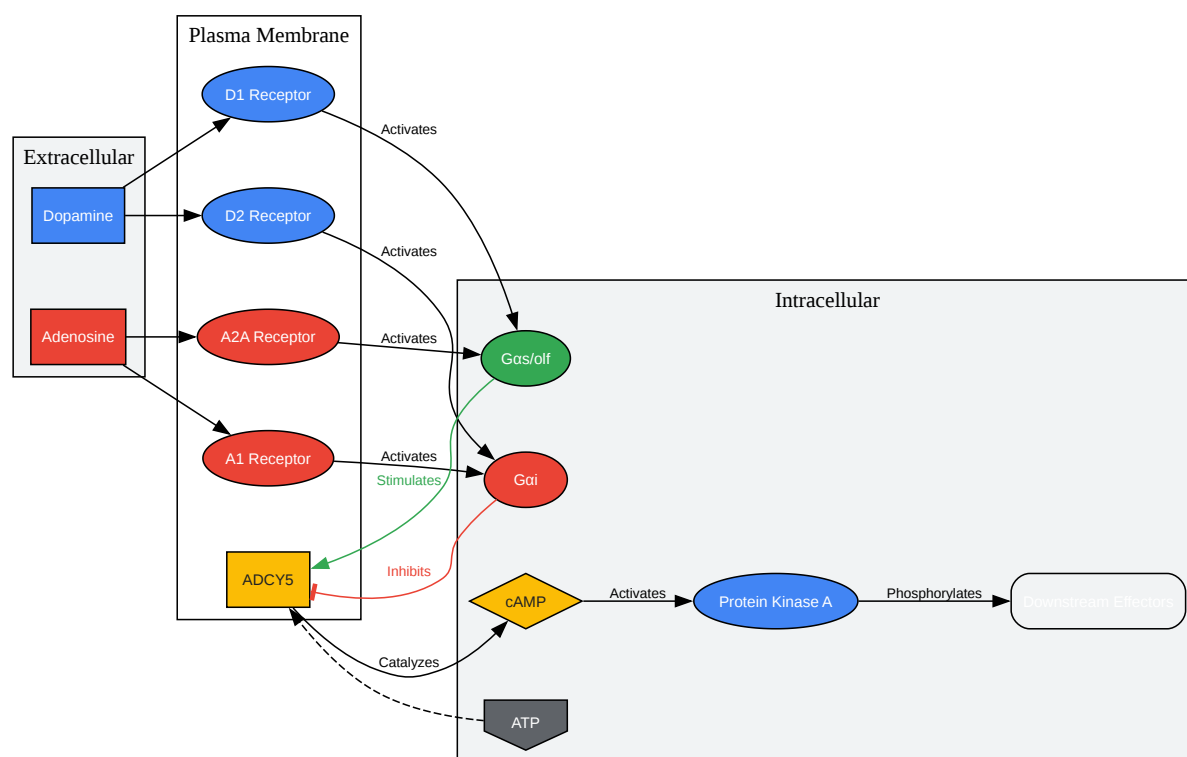 Plasma Membrane
D1 Receptor
Activates
Extracellular
Dopamine
D2 Receptor
Activates
Intracellular
Adenosine
A2A Receptor
Activates
Gαs/olf
A1 Receptor
Activates
Gαi
Stimulates
ADCY5
Inhibits
cAMP
Activates
Protein Kinase A
Phosphorylates
Downstream Effectors
Catalyzes
ATP